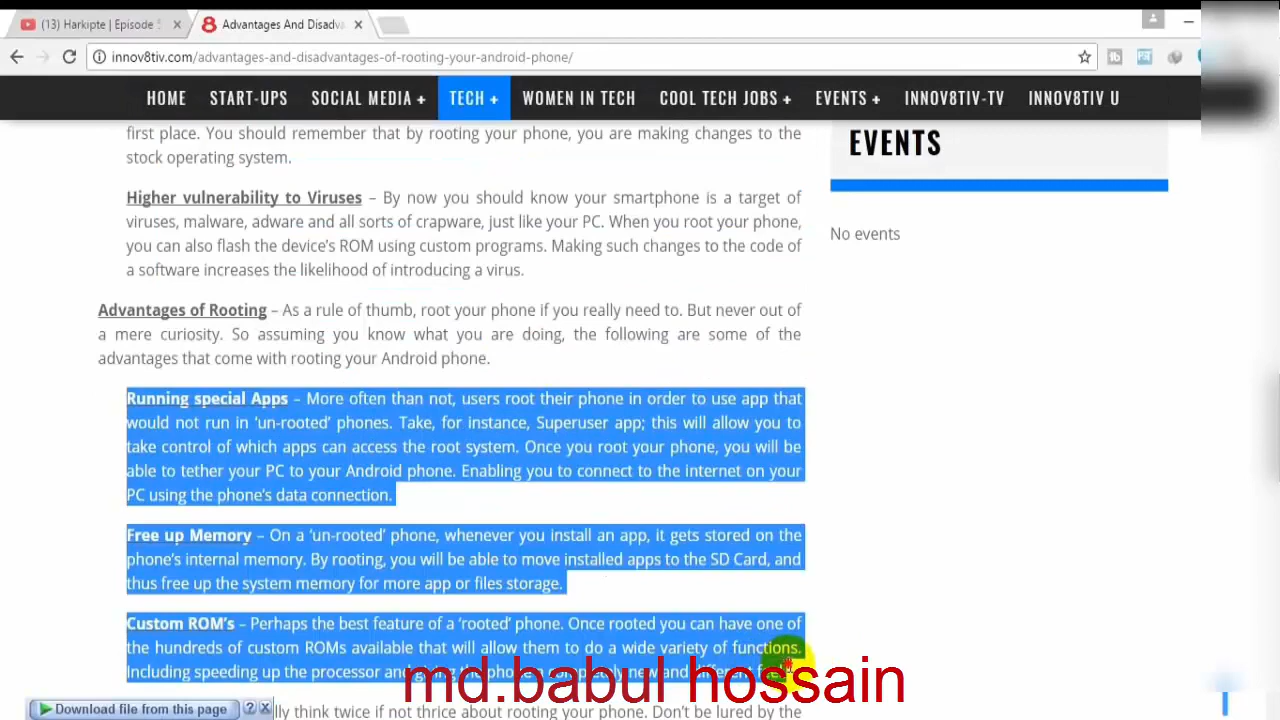 (13) Harkipte | Episode
Advantages And Disadva
innov8tiv.com/advantages-and-disadvantages-of-rooting-your-android-phone/
HOME START-UPS SOCIAL MEDIA + TECH + WOMEN IN TECH COOL TECH JOBS + EVENTS + INNOV8TIV-TV INNOV8TIV U
first place. You should remember that by rooting your phone, you are making changes to the
stock operating system.
Higher vulnerability to Viruses – By now you should know your smartphone is a target of
viruses, malware, adware and all sorts of crapware, just like your PC. When you root your phone,
you can also flash the device's ROM using custom programs. Making such changes to the code of
a software increases the likelihood of introducing a virus.
Advantages of Rooting – As a rule of thumb, root your phone if you really need to. But never out of
a mere curiosity. So assuming you know what you are doing, the following are some of the
advantages that come with rooting your Android phone.
Running special Apps – More often than not, users root their phone in order to use app that
would not run in 'un-rooted' phones. Take, for instance, Superuser app; this will allow you to
take control of which apps can access the root system. Once you root your phone, you will be
able to tether your PC to your Android phone. Enabling you to connect to the internet on your
PC using the phone's data connection.
Free up Memory – On a 'un-rooted' phone, whenever you install an app, it gets stored on the
phone's internal memory. By rooting, you will be able to move installed apps to the SD Card, and
thus free up the system memory for more app or files storage.
Custom ROM's – Perhaps the best feature of a 'rooted' phone. Once rooted you can have one of
the hundreds of custom ROMs available that will allow them to do a wide variety of functions.
Including speeding up the processor and giving the phone a completely new and different
think twice if not thrice about rooting your phone. Don't be lured by the
EVENTS
No events
md.babul hossain
Download file from this page ? X